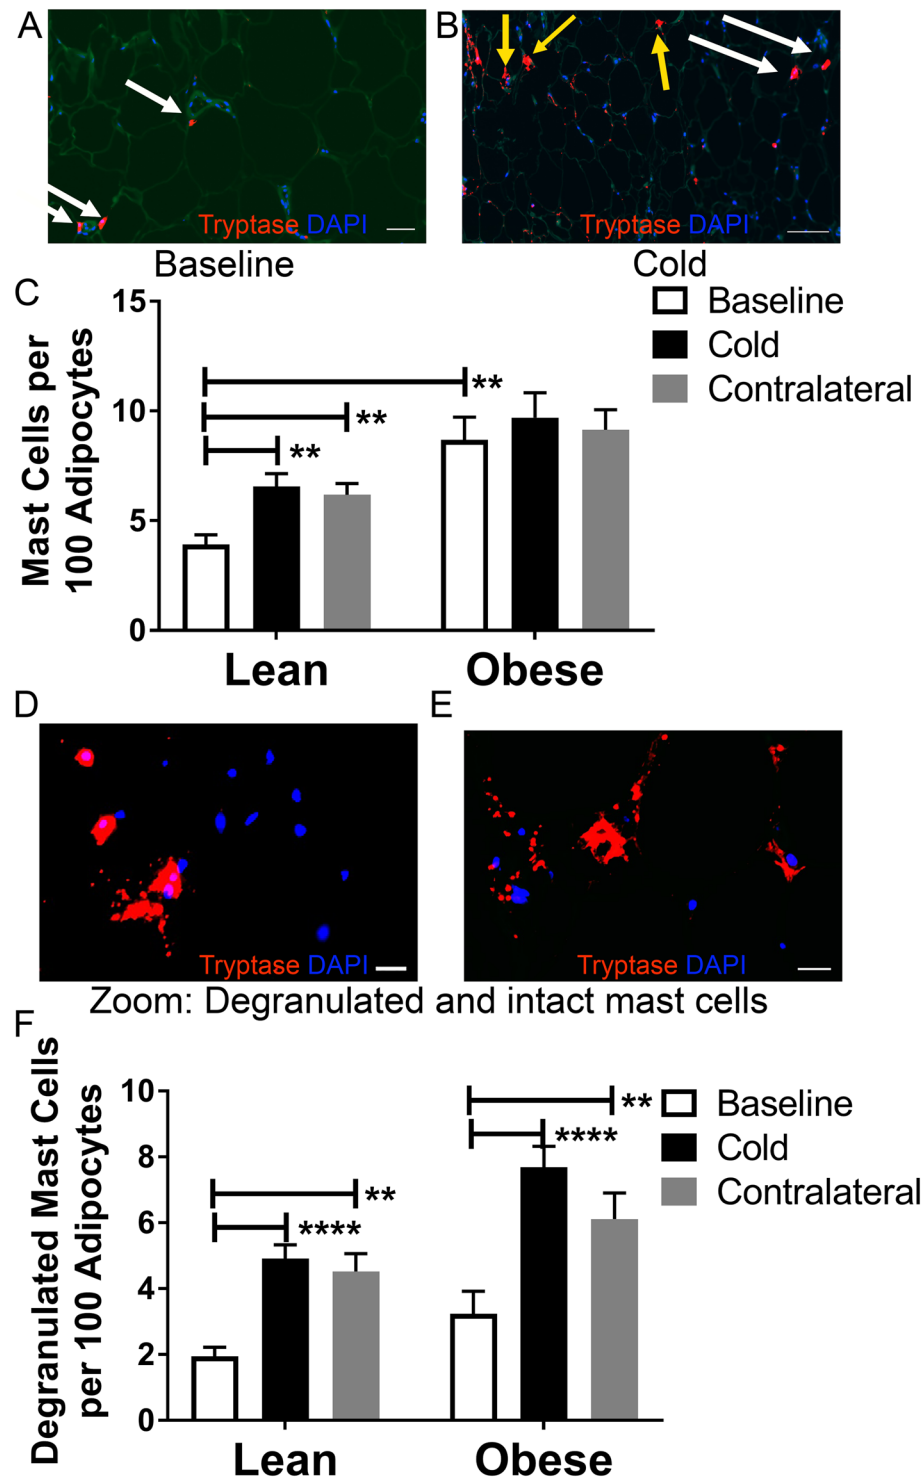 A
Tryptase DAPI
Baseline
B
Tryptase DAPI
Cold
C
Mast Cells per
100 Adipocytes
15
10
5
0
**
**
**
Lean
Obese
Baseline
Cold
Contralateral
D
Tryptase DAPI
E
Tryptase DAPI
Zoom: Degranulated and intact mast cells
F
Degranulated Mast Cells
per 100 Adipocytes
10
8
6
4
2
0
**
****
**
****
Lean
Obese
Baseline
Cold
Contralateral